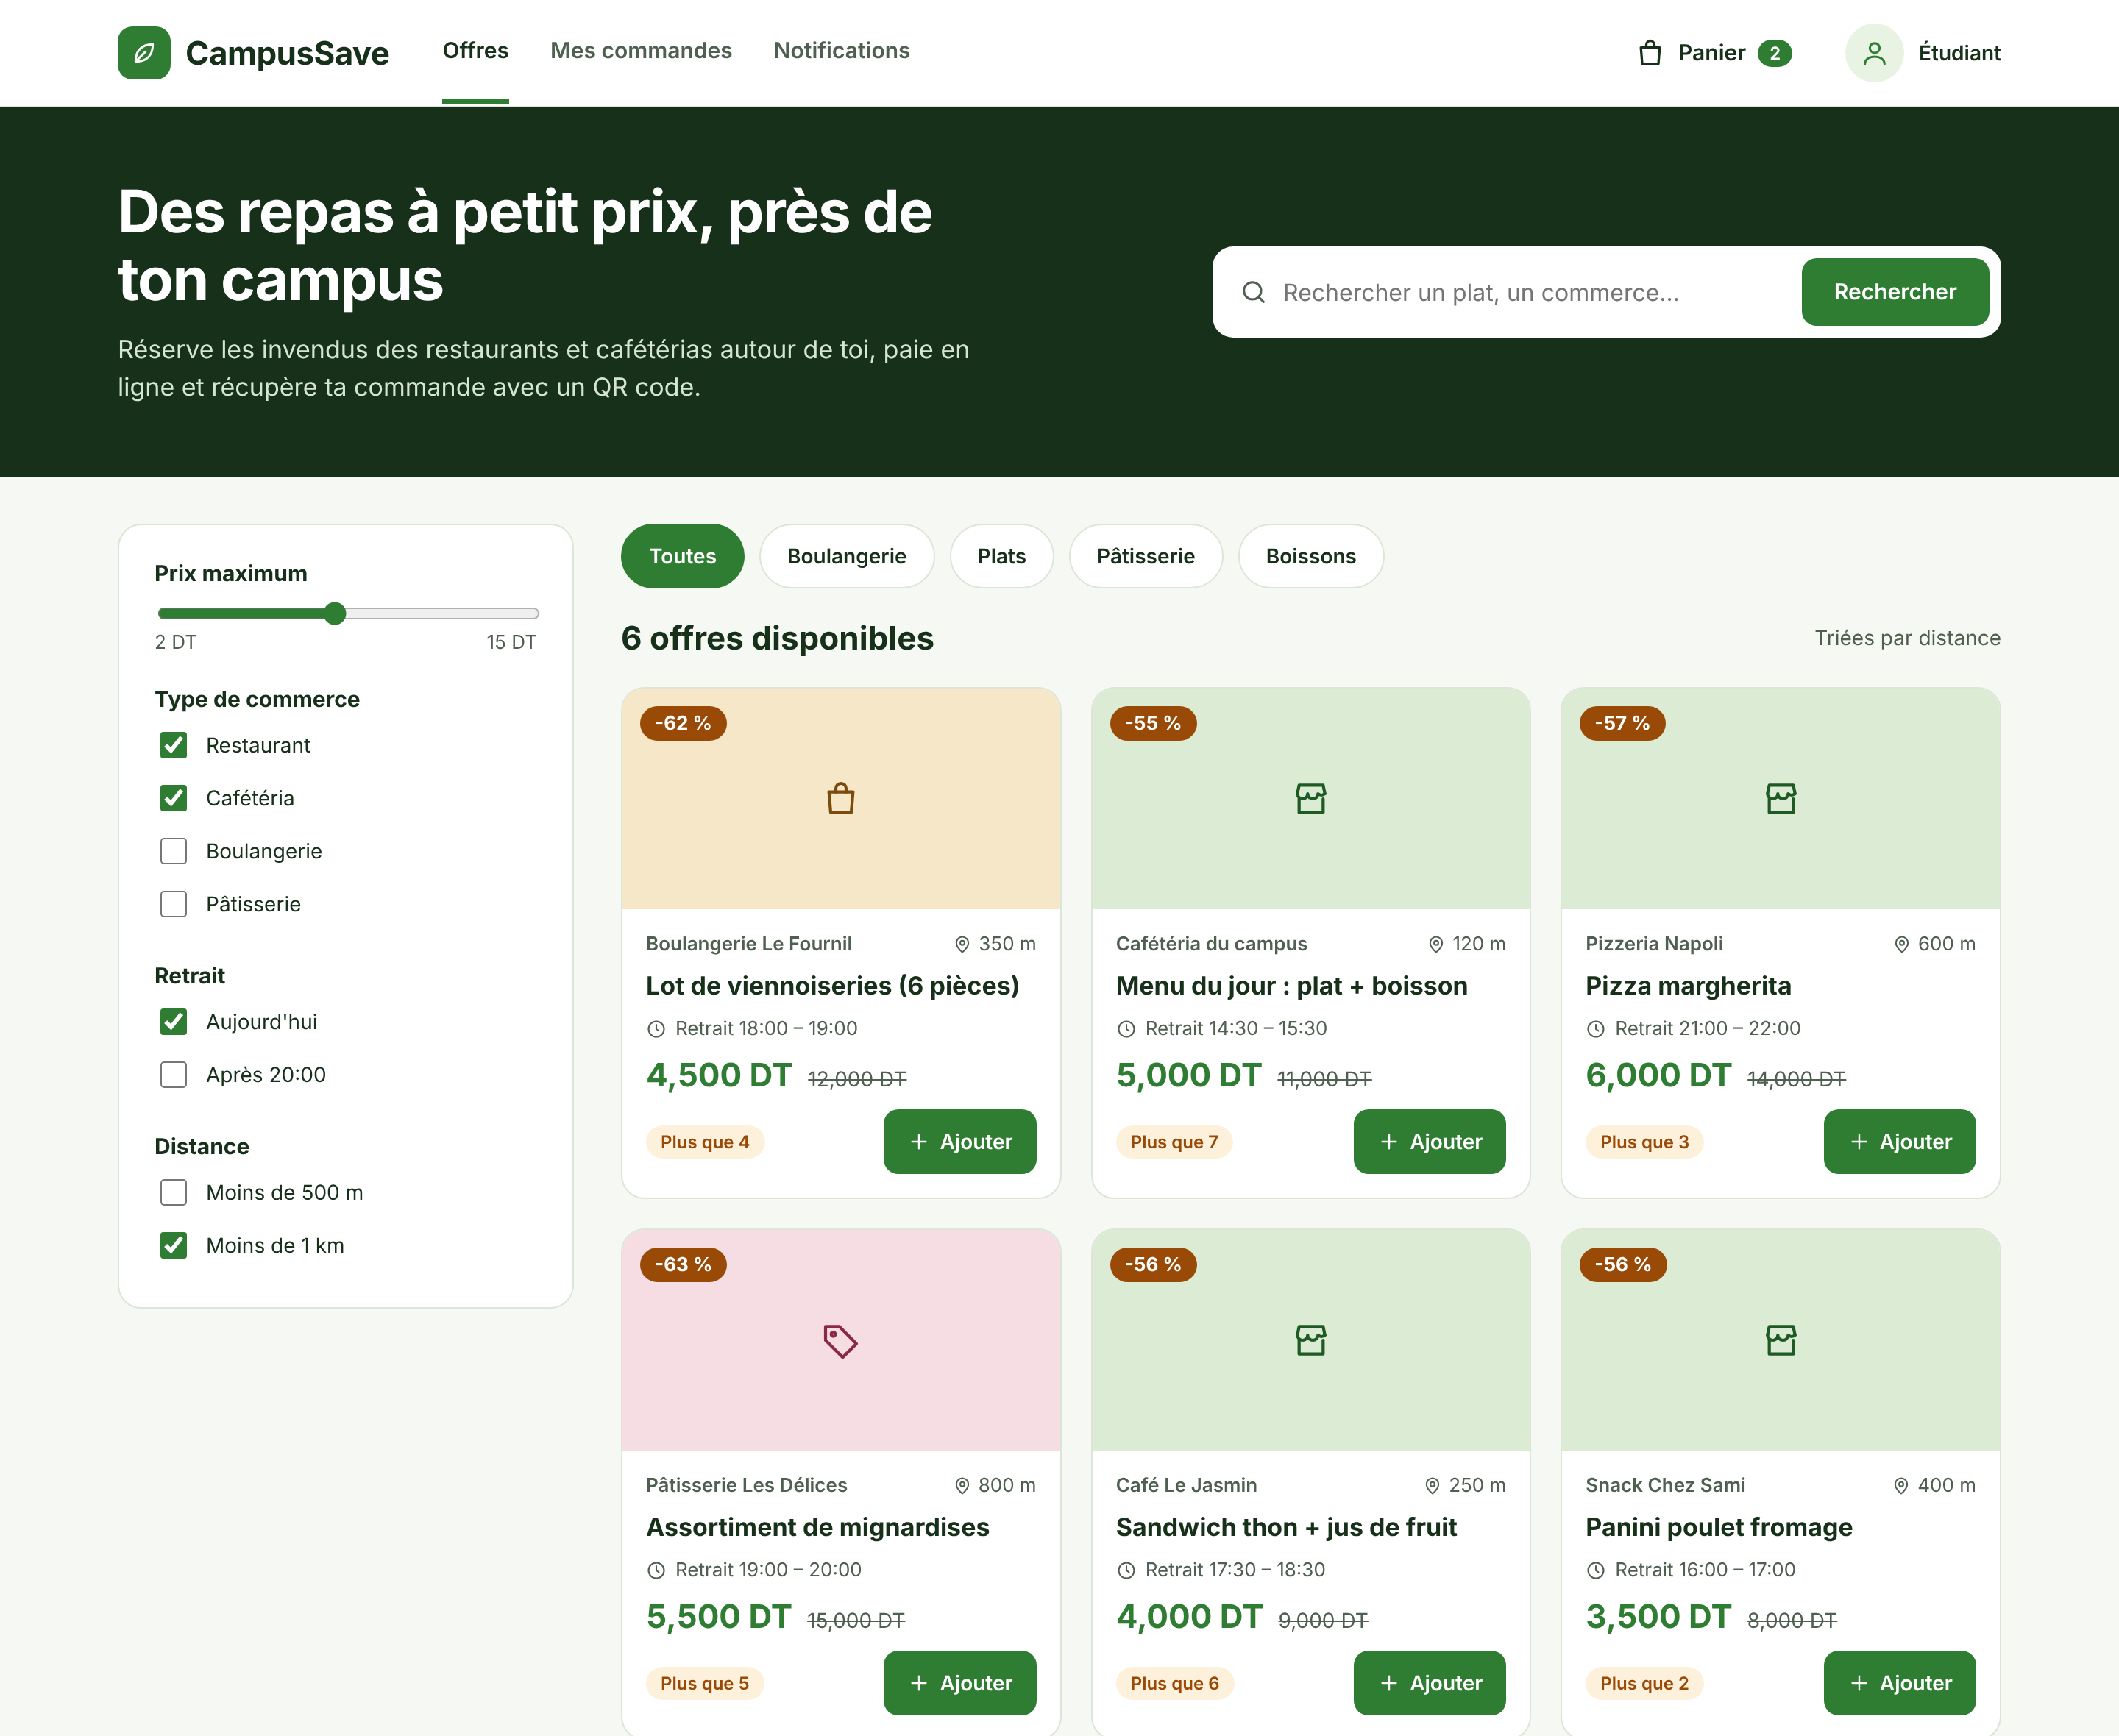 CampusSave
Offres
Mes commandes
Notifications
Panier 2
Étudiant
Des repas à petit prix, près de
ton campus
Réserve les invendus des restaurants et cafétérias autour de toi, paie en
ligne et récupère ta commande avec un QR code.
Rechercher un plat, un commerce...
Rechercher
Prix maximum
2 DT
15 DT
Type de commerce
Restaurant
Cafétéria
Boulangerie
Pâtisserie
Retrait
Aujourd'hui
Après 20:00
Distance
Moins de 500 m
Moins de 1 km
Toutes
Boulangerie
Plats
Pâtisserie
Boissons
6 offres disponibles
Triées par distance
-62 %
Boulangerie Le Fournil
350 m
Lot de viennoiseries (6 pièces)
Retrait 18:00 – 19:00
4,500 DT 12,000 DT
Plus que 4
+ Ajouter
-55 %
Cafétéria du campus
120 m
Menu du jour : plat + boisson
Retrait 14:30 – 15:30
5,000 DT 11,000 DT
Plus que 7
+ Ajouter
-57 %
Pizzeria Napoli
600 m
Pizza margherita
Retrait 21:00 – 22:00
6,000 DT 14,000 DT
Plus que 3
+ Ajouter
-63 %
Pâtisserie Les Délices
800 m
Assortiment de mignardises
Retrait 19:00 – 20:00
5,500 DT 15,000 DT
Plus que 5
+ Ajouter
-56 %
Café Le Jasmin
250 m
Sandwich thon + jus de fruit
Retrait 17:30 – 18:30
4,000 DT 9,000 DT
Plus que 6
+ Ajouter
-56 %
Snack Chez Sami
400 m
Panini poulet fromage
Retrait 16:00 – 17:00
3,500 DT 8,000 DT
Plus que 2
+ Ajouter